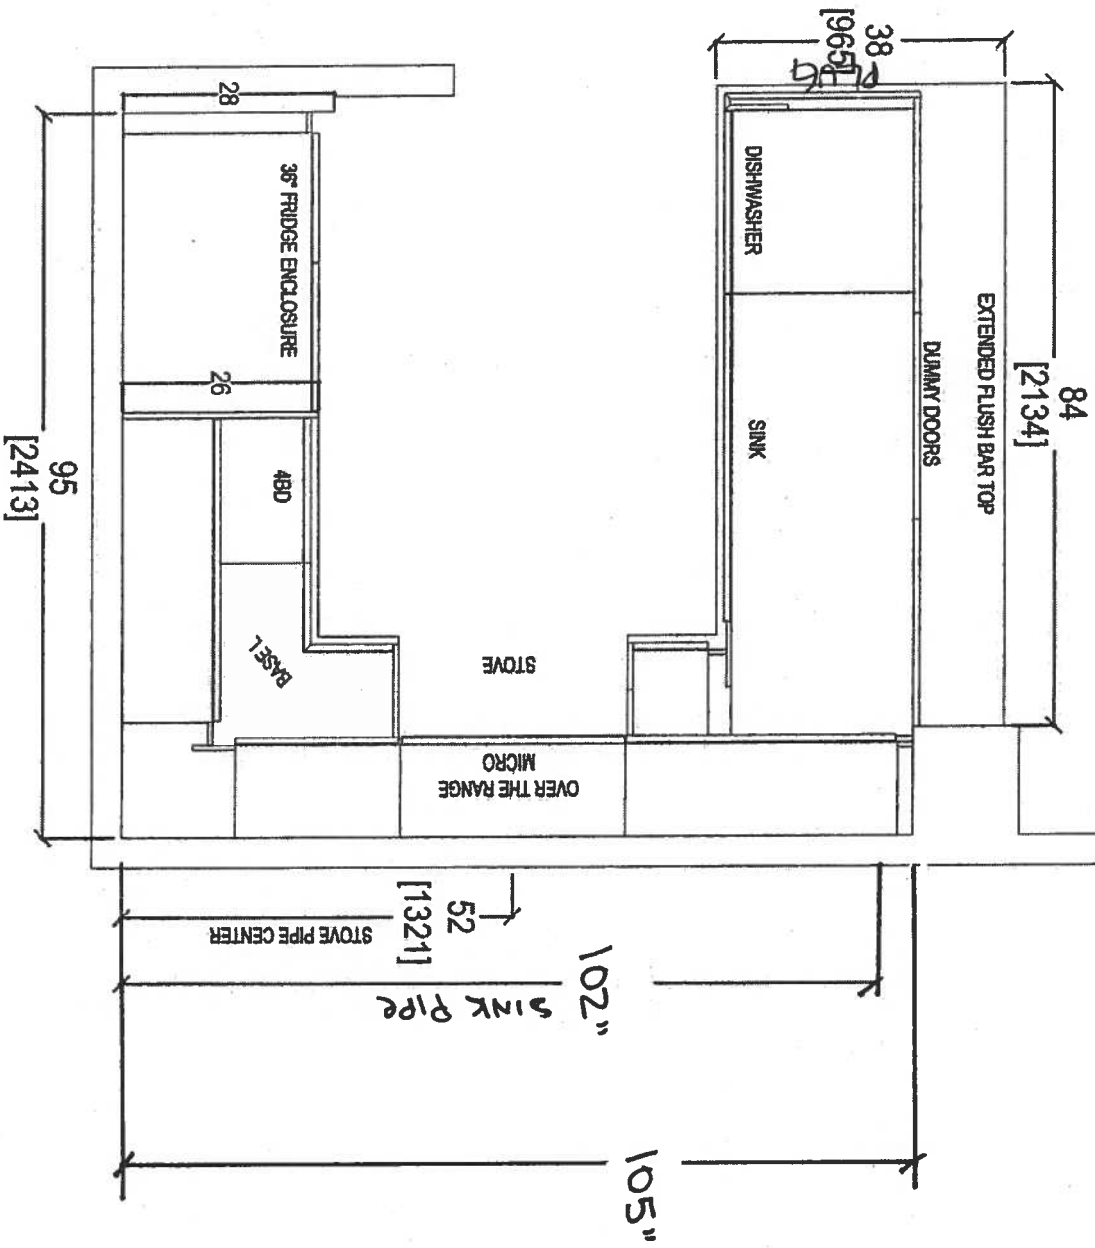 38
[965]
PLUG
84
[2134]
EXTENDED FLUSH BAR TOP
DUMMY DOORS
DISHWASHER
SINK
28
36" FRIDGE ENCLOSURE
26
4BD
BASEL
STOVE
OVER THE RANGE
MICRO
95
[2413]
52
[1321]
STOVE PIPE CENTER
102"
SINK PIPE
105"